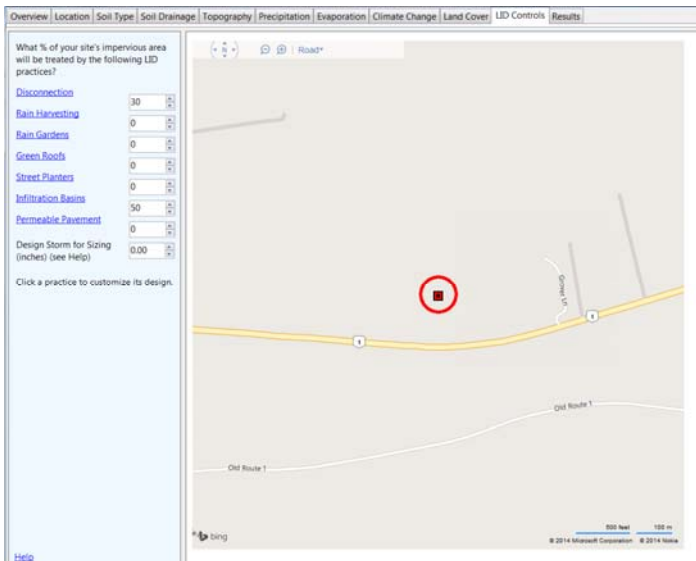 Overview Location Soil Type Soil Drainage Topography Precipitation Evaporation Climate Change Land Cover LID Controls Results
What % of your site's impervious area
will be treated by the following LID
practices?
Disconnection
30
Rain Harvesting
0
Rain Gardens
0
Green Roofs
0
Street Planters
0
Infiltration Basins
50
Permeable Pavement
0
Design Storm for Sizing
(inches) (see Help)
0.00
Click a practice to customize its design.
Help
N
Road
Grover Ln
1
1
Old Route 1
Old Route 1
bing
500 feet 100 m
© 2014 Microsoft Corporation © 2014 Nokia